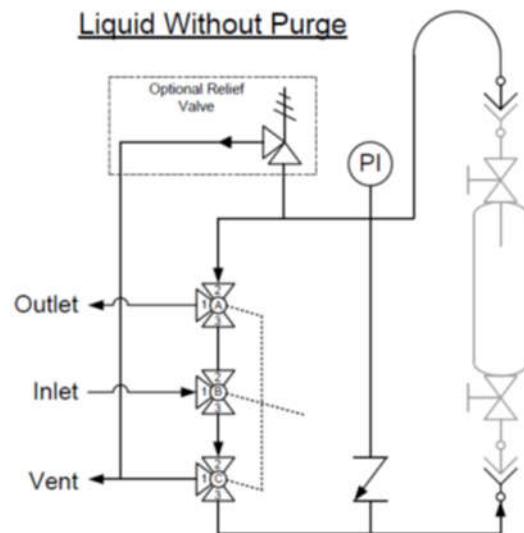 Liquid Without Purge
Optional Relief
Valve
PI
2
Outlet
1 A
3
2
Inlet
1 B
3
2
Vent
1 C
3